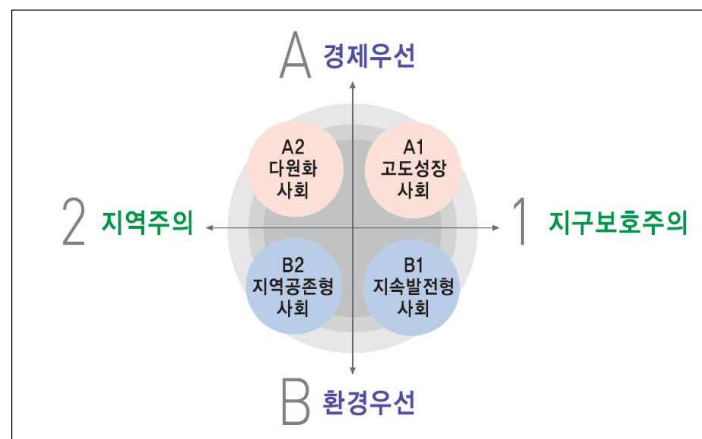 A 경제우선
A2
다원화
사회
A1
고도성장
사회
2 지역주의
1 지구보호주의
B2
지역공존형
사회
B1
지속발전형
사회
B 환경우선